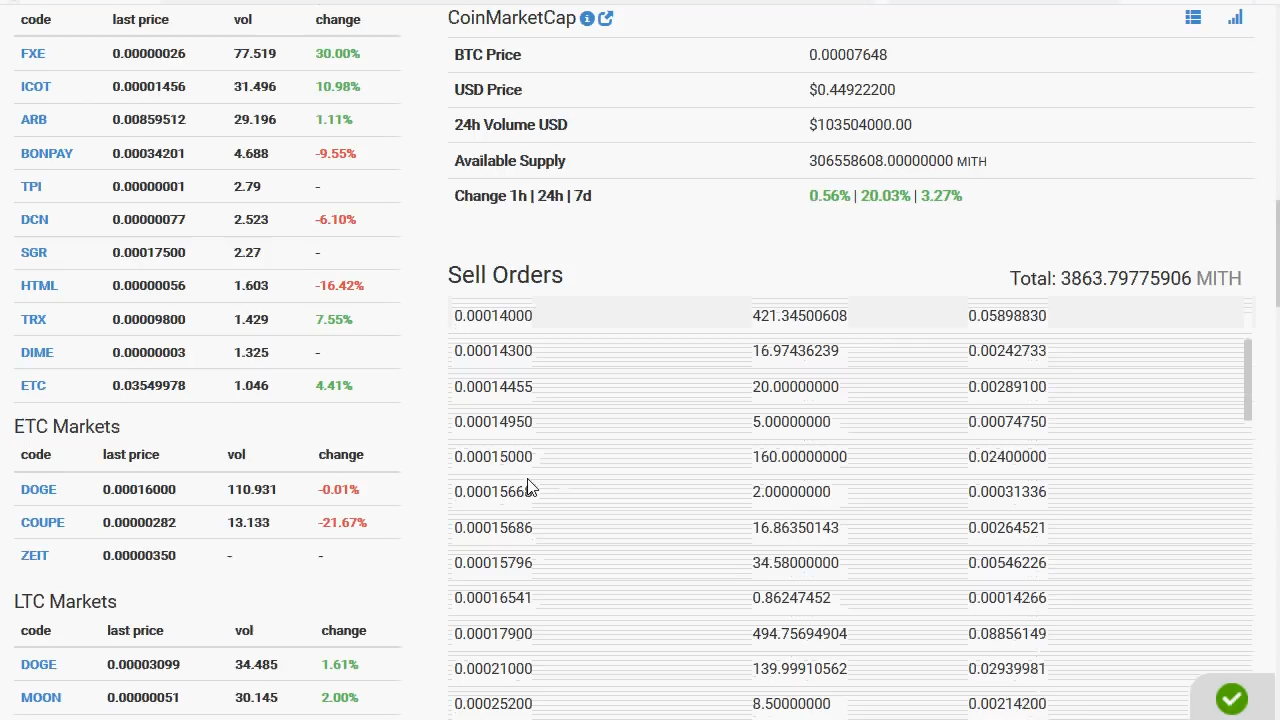 code last price vol change
FXE 0.00000026 77.519 30.00%
ICOT 0.00001456 31.496 10.98%
ARB 0.00859512 29.196 1.11%
BONPAY 0.00034201 4.688 -9.55%
TPI 0.00000001 2.79 -
DCN 0.00000077 2.523 -6.10%
SGR 0.00017500 2.27 -
HTML 0.00000056 1.603 -16.42%
TRX 0.00009800 1.429 7.55%
DIME 0.00000003 1.325 -
ETC 0.03549978 1.046 4.41%
ETC Markets
code last price vol change
DOGE 0.00016000 110.931 -0.01%
COUPE 0.00000282 13.133 -21.67%
ZEIT 0.00000350 - -
LTC Markets
code last price vol change
DOGE 0.00003099 34.485 1.61%
MOON 0.00000051 30.145 2.00%
CoinMarketCap
BTC Price 0.00007648
USD Price $0.44922200
24h Volume USD $103504000.00
Available Supply 306558608.00000000 MITH
Change 1h | 24h | 7d 0.56% | 20.03% | 3.27%
Sell Orders Total: 3863.79775906 MITH
0.00014000 421.34500608 0.05898830
0.00014300 16.97436239 0.00242733
0.00014455 20.00000000 0.00289100
0.00014950 5.00000000 0.00074750
0.00015000 160.00000000 0.02400000
2.00000000 0.00031336
0.00015686 16.86350143 0.00264521
0.00015796 34.58000000 0.00546226
0.00016541 0.86247452 0.00014266
0.00017900 494.75694904 0.08856149
0.00021000 139.99910562 0.02939981
0.00025200 8.50000000 0.00214200